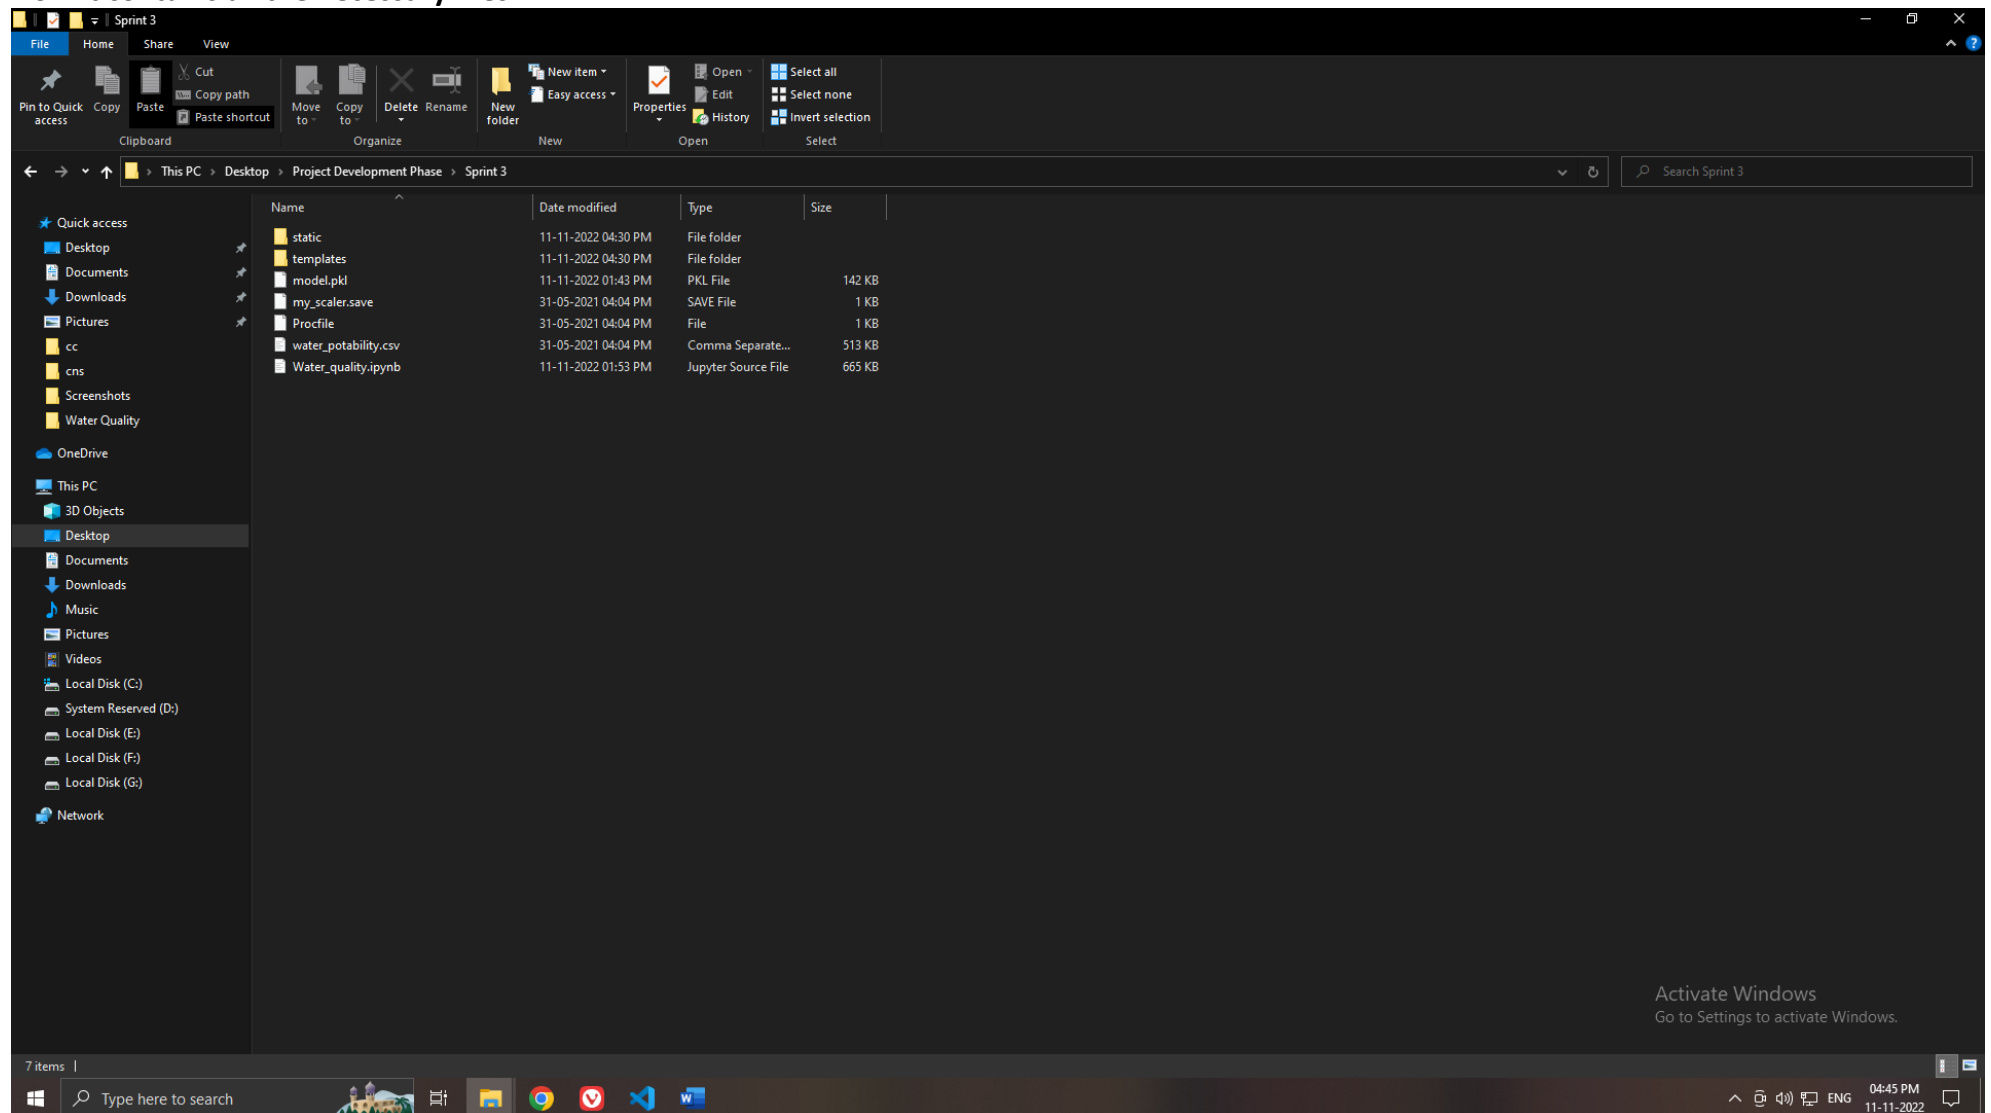 Sprint 3
File Home Share View
Pin to Quick access
Copy
Paste
Cut
Copy path
Paste shortcut
Move to
Copy to
Delete
Rename
New folder
New item
Easy access
Properties
Open
Edit
History
Select all
Select none
Invert selection
Clipboard Organize New Open Select
This PC > Desktop > Project Development Phase > Sprint 3
Search Sprint 3
Quick access
Desktop
Documents
Downloads
Pictures
cc
cns
Screenshots
Water Quality
OneDrive
This PC
3D Objects
Desktop
Documents
Downloads
Music
Pictures
Videos
Local Disk (C:)
System Reserved (D:)
Local Disk (E:)
Local Disk (F:)
Local Disk (G:)
Network
Name Date modified Type Size
static 11-11-2022 04:30 PM File folder
templates 11-11-2022 04:30 PM File folder
model.pkl 11-11-2022 01:43 PM PKL File 142 KB
my_scaler.save 31-05-2021 04:04 PM SAVE File 1 KB
Procfile 31-05-2021 04:04 PM File 1 KB
water_potability.csv 31-05-2021 04:04 PM Comma Separate... 513 KB
Water_quality.ipynb 11-11-2022 01:53 PM Jupyter Source File 665 KB
Activate Windows
Go to Settings to activate Windows.
7 items
Type here to search
ENG
04:45 PM
11-11-2022